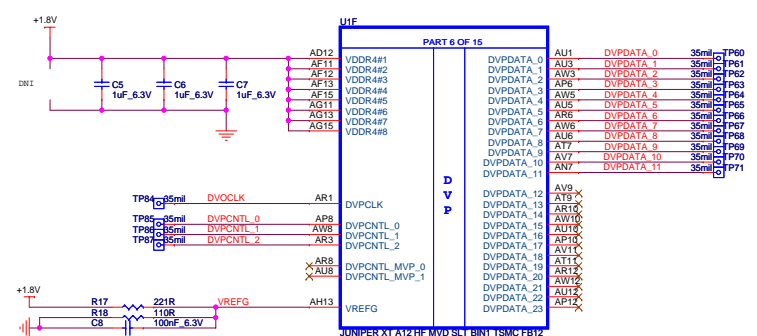 +1.8V
U1F
PART 6 OF 15
DNI
C5
1uF_6.3V
C6
1uF_6.3V
C7
1uF_6.3V
AD12 VDDR4#1
AF11 VDDR4#2
AF12 VDDR4#3
AF13 VDDR4#4
AF15 VDDR4#5
AG11 VDDR4#6
AG13 VDDR4#7
AG15 VDDR4#8
DVPDATA_0 AU1 DVPDATA_0 35mil TP60
DVPDATA_1 AU3 DVPDATA_1 35mil TP61
DVPDATA_2 AW3 DVPDATA_2 35mil TP62
DVPDATA_3 AP6 DVPDATA_3 35mil TP63
DVPDATA_4 AW5 DVPDATA_4 35mil TP64
DVPDATA_5 AU5 DVPDATA_5 35mil TP65
DVPDATA_6 AR6 DVPDATA_6 35mil TP66
DVPDATA_7 AW6 DVPDATA_7 35mil TP67
DVPDATA_8 AU6 DVPDATA_8 35mil TP68
DVPDATA_9 AT7 DVPDATA_9 35mil TP69
DVPDATA_10 AV7 DVPDATA_10 35mil TP70
DVPDATA_11 AN7 DVPDATA_11 35mil TP71
D
V
P
DVPDATA_12 AV9
DVPDATA_13 AT9
DVPDATA_14 AR10
DVPDATA_15 AW10
DVPDATA_16 AU10
DVPDATA_17 AP10
DVPDATA_18 AV11
DVPDATA_19 AT11
DVPDATA_20 AR12
DVPDATA_21 AW12
DVPDATA_22 AU12
DVPDATA_23 AP12
TP84 35mil DVOCLK AR1 DVPCLK
TP85 35mil DVPCNTL_0 AP8 DVPCNTL_0
TP86 35mil DVPCNTL_1 AW8 DVPCNTL_1
TP87 35mil DVPCNTL_2 AR3 DVPCNTL_2
AR8 DVPCNTL_MVP_0
AU8 DVPCNTL_MVP_1
+1.8V
R17 221R VREFG AH13 VREFG
R18 110R
C8 100nF_6.3V
JUNIPER XT A12 HF MVD SLT BIN1 TSMC FB12